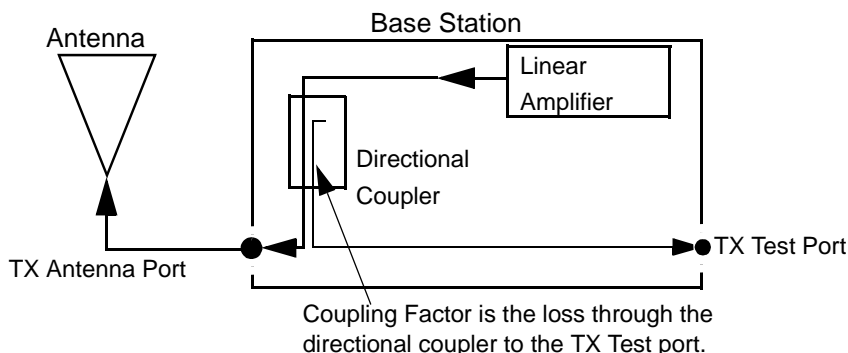 Base Station
Antenna
Linear
Amplifier
Directional
Coupler
TX Antenna Port
TX Test Port
Coupling Factor is the loss through the
directional coupler to the TX Test port.